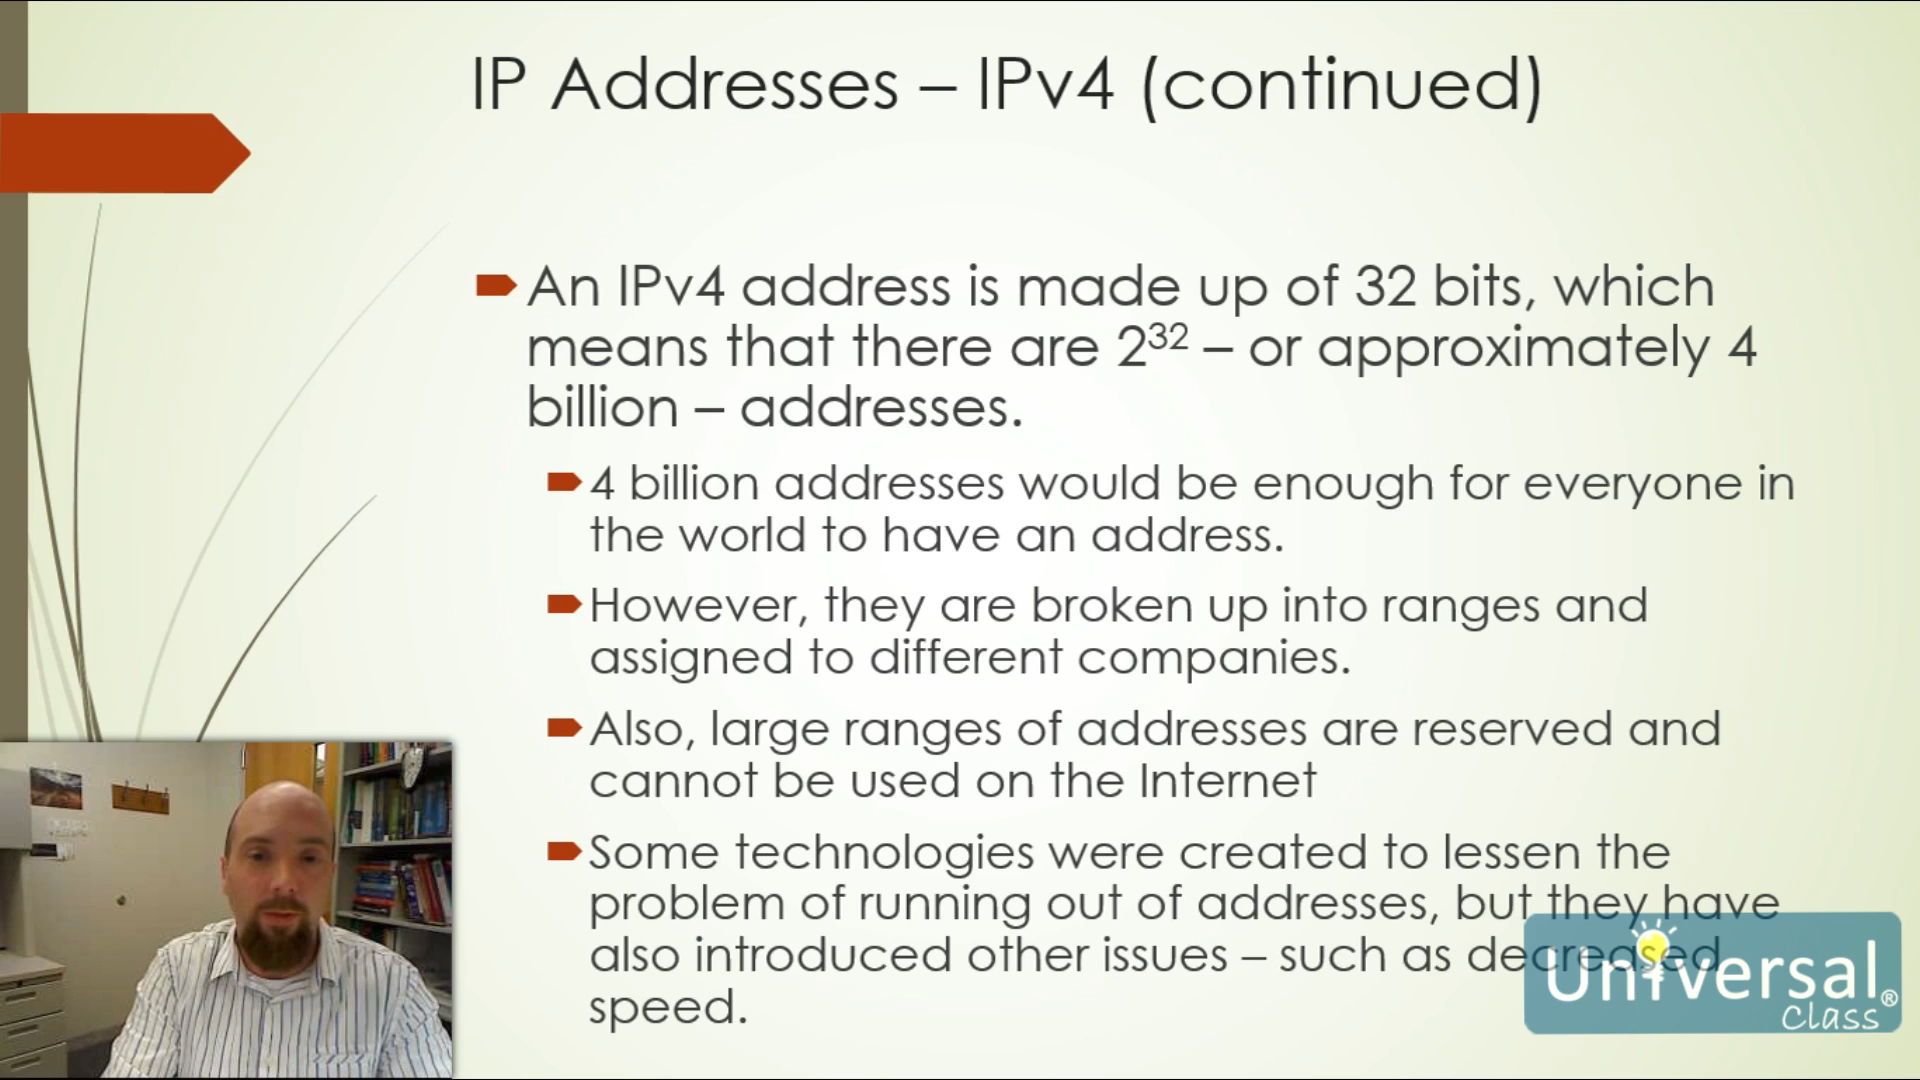 IP Addresses – IPv4 (continued)
An IPv4 address is made up of 32 bits, which
means that there are 2³² – or approximately 4
billion – addresses.
4 billion addresses would be enough for everyone in
the world to have an address.
However, they are broken up into ranges and
assigned to different companies.
Also, large ranges of addresses are reserved and
cannot be used on the Internet
Some technologies were created to lessen the
problem of running out of addresses, but they have
also introduced other issues – such as decreased
speed.
Universal®
Class